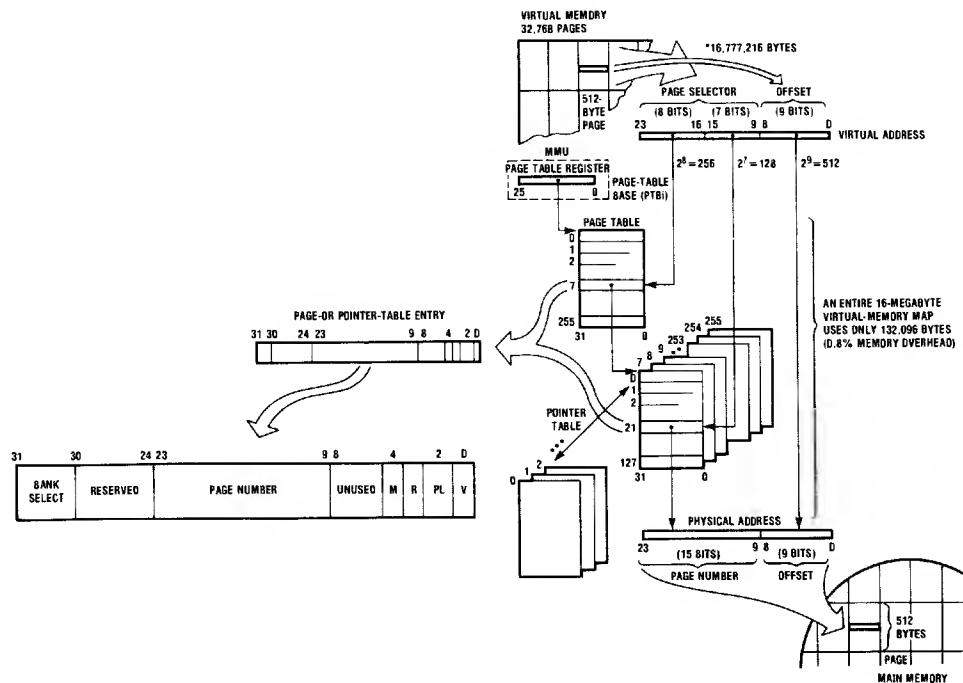 VIRTUAL MEMORY
32,768 PAGES
*16,777,216 BYTES
512-
BYTE
PAGE
PAGE SELECTOR
OFFSET
(8 BITS)
(7 BITS)
(9 BITS)
23
16 15
9 8
0
VIRTUAL ADDRESS
2⁸ = 256
2⁷ = 128
2⁹ = 512
MMU
PAGE TABLE REGISTER
25
0
PAGE-TABLE
BASE (PTBi)
PAGE TABLE
0
1
2
7
255
31
0
PAGE-OR POINTER-TABLE ENTRY
31 30
24 23
9 8
4
2 0
AN ENTIRE 16-MEGABYTE
VIRTUAL-MEMORY MAP
USES ONLY 132,096 BYTES
(0.8% MEMORY OVERHEAD)
7
8
9
253
254
255
0
1
2
21
127
31
0
POINTER
TABLE
0
1
2
31
30
24 23
9 8
4
2
0
BANK
SELECT
RESERVED
PAGE NUMBER
UNUSED
M
R
PL
V
PHYSICAL ADDRESS
23
9 8
0
(15 BITS)
(9 BITS)
PAGE NUMBER
OFFSET
512
BYTES
PAGE
MAIN MEMORY